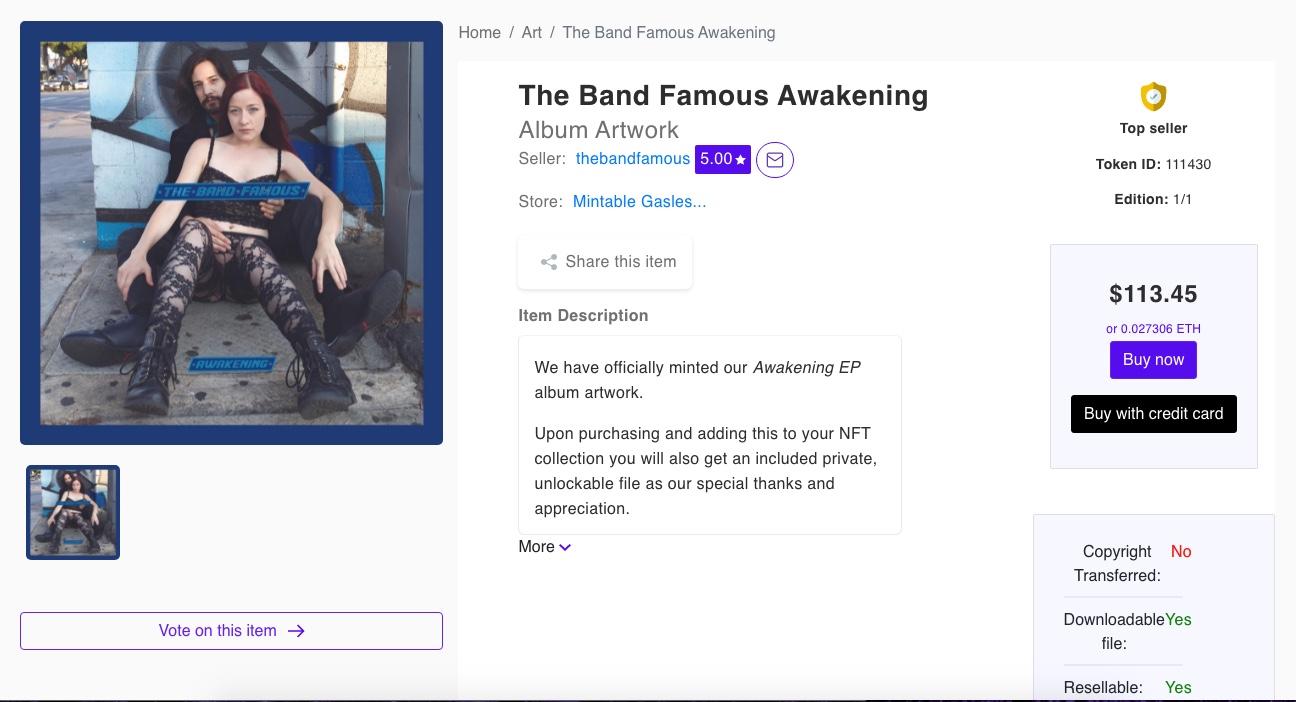 Home / Art / The Band Famous Awakening
The Band Famous Awakening
Album Artwork
Seller: thebandfamous 5.00★
Store: Mintable Gasles...
Share this item
Item Description
We have officially minted our Awakening EP
album artwork.
Upon purchasing and adding this to your NFT
collection you will also get an included private,
unlockable file as our special thanks and
appreciation.
More
·THE·BAND·FAMOUS·
·AWAKENING·
Vote on this item →
Top seller
Token ID: 111430
Edition: 1/1
$113.45
or 0.027306 ETH
Buy now
Buy with credit card
Copyright No
Transferred:
Downloadable Yes
file:
Resellable: Yes